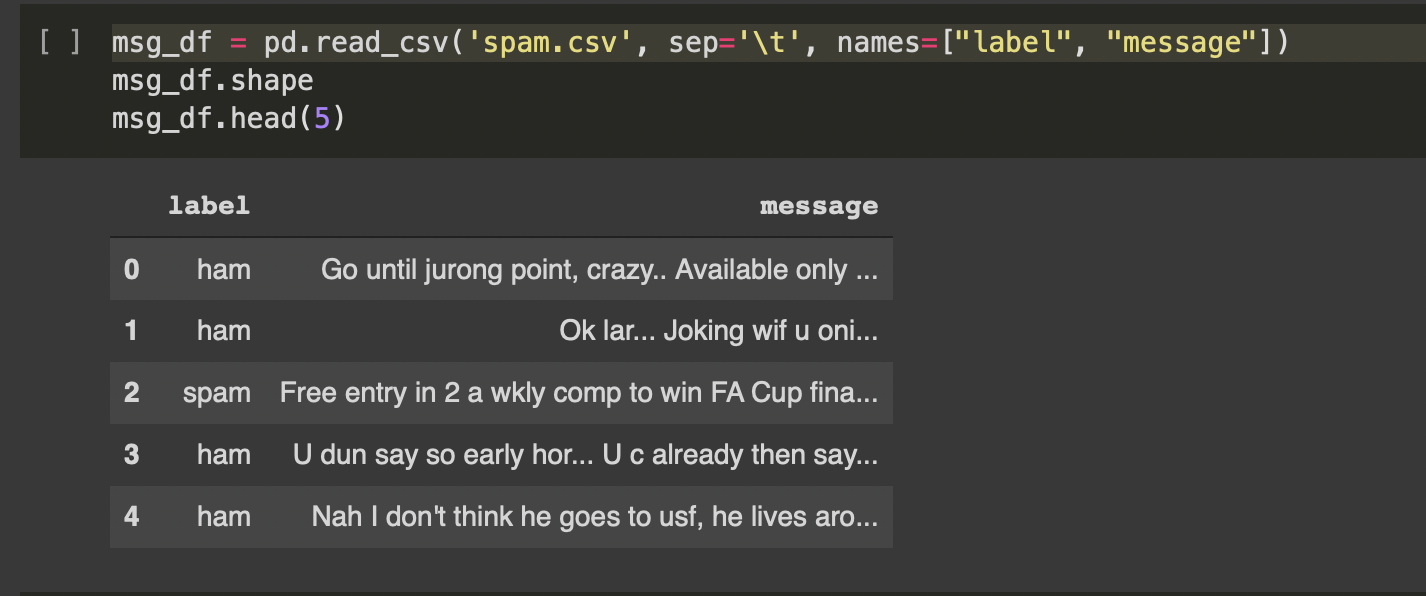 [ ] msg_df = pd.read_csv('spam.csv', sep='\t', names=["label", "message"])
msg_df.shape
msg_df.head(5)
label message
0 ham Go until jurong point, crazy.. Available only ...
1 ham Ok lar... Joking wif u oni...
2 spam Free entry in 2 a wkly comp to win FA Cup fina...
3 ham U dun say so early hor... U c already then say...
4 ham Nah I don't think he goes to usf, he lives aro...